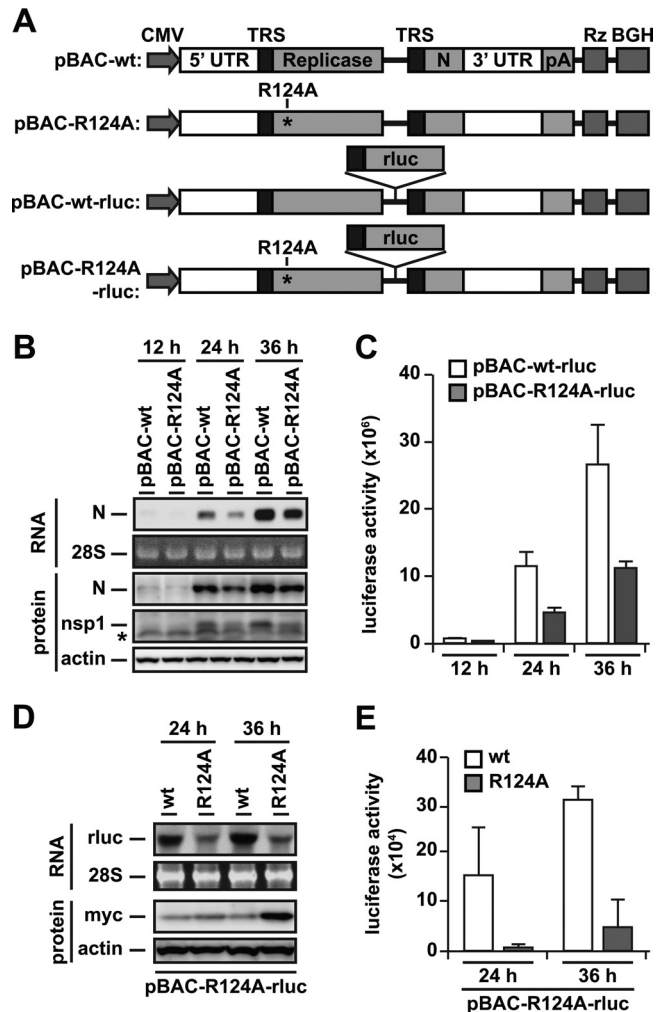 A
CMV TRS TRS Rz BGH
pBAC-wt: 5' UTR Replicase N 3' UTR pA
R124A
pBAC-R124A: *
rluc
pBAC-wt-rluc:
R124A rluc
pBAC-R124A
-rluc: *
B
12 h 24 h 36 h
pBAC-wt pBAC-R124A pBAC-wt pBAC-R124A pBAC-wt pBAC-R124A
RNA
N
28S
protein
N
nsp1
*
actin
C
pBAC-wt-rluc
pBAC-R124A-rluc
luciferase activity (x10⁶)
40
30
20
10
0
12 h 24 h 36 h
D
24 h 36 h
wt R124A wt R124A
RNA
rluc
28S
protein
myc
actin
pBAC-R124A-rluc
E
wt
R124A
luciferase activity
(x10⁴)
40
30
20
10
0
24 h 36 h
pBAC-R124A-rluc